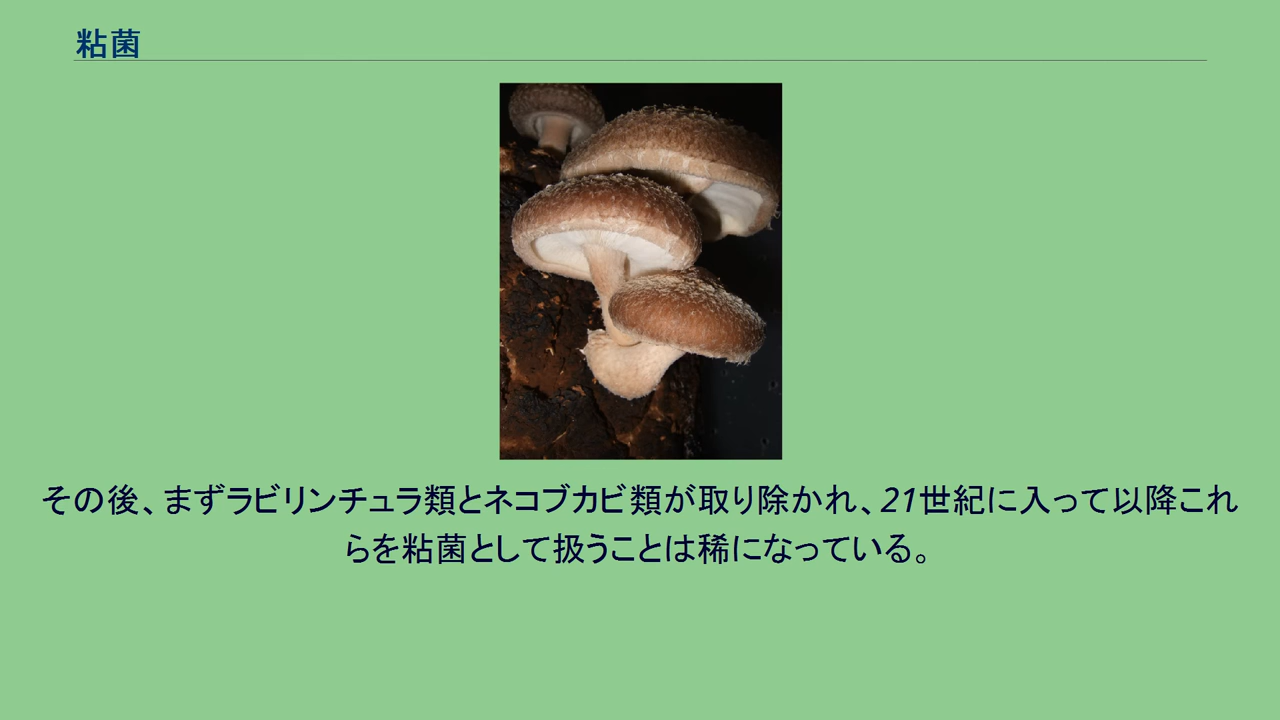 粘菌
その後、まずラビリンチュラ類とネコブカビ類が取り除かれ、21世紀に入って以降これ
らを粘菌として扱うことは稀になっている。